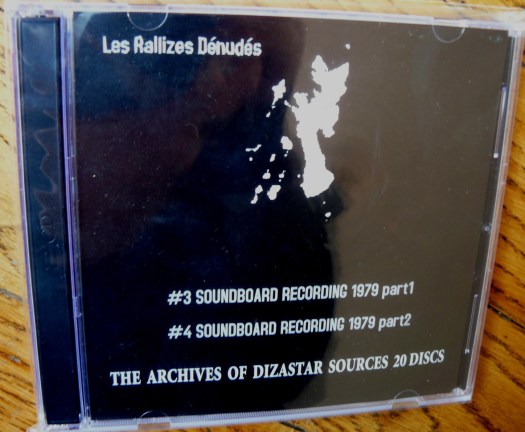 Les Rallizes Dénudés
#3 SOUNDBOARD RECORDING 1979 part1
#4 SOUNDBOARD RECORDING 1979 part2
THE ARCHIVES OF DIZASTAR SOURCES 20 DISCS